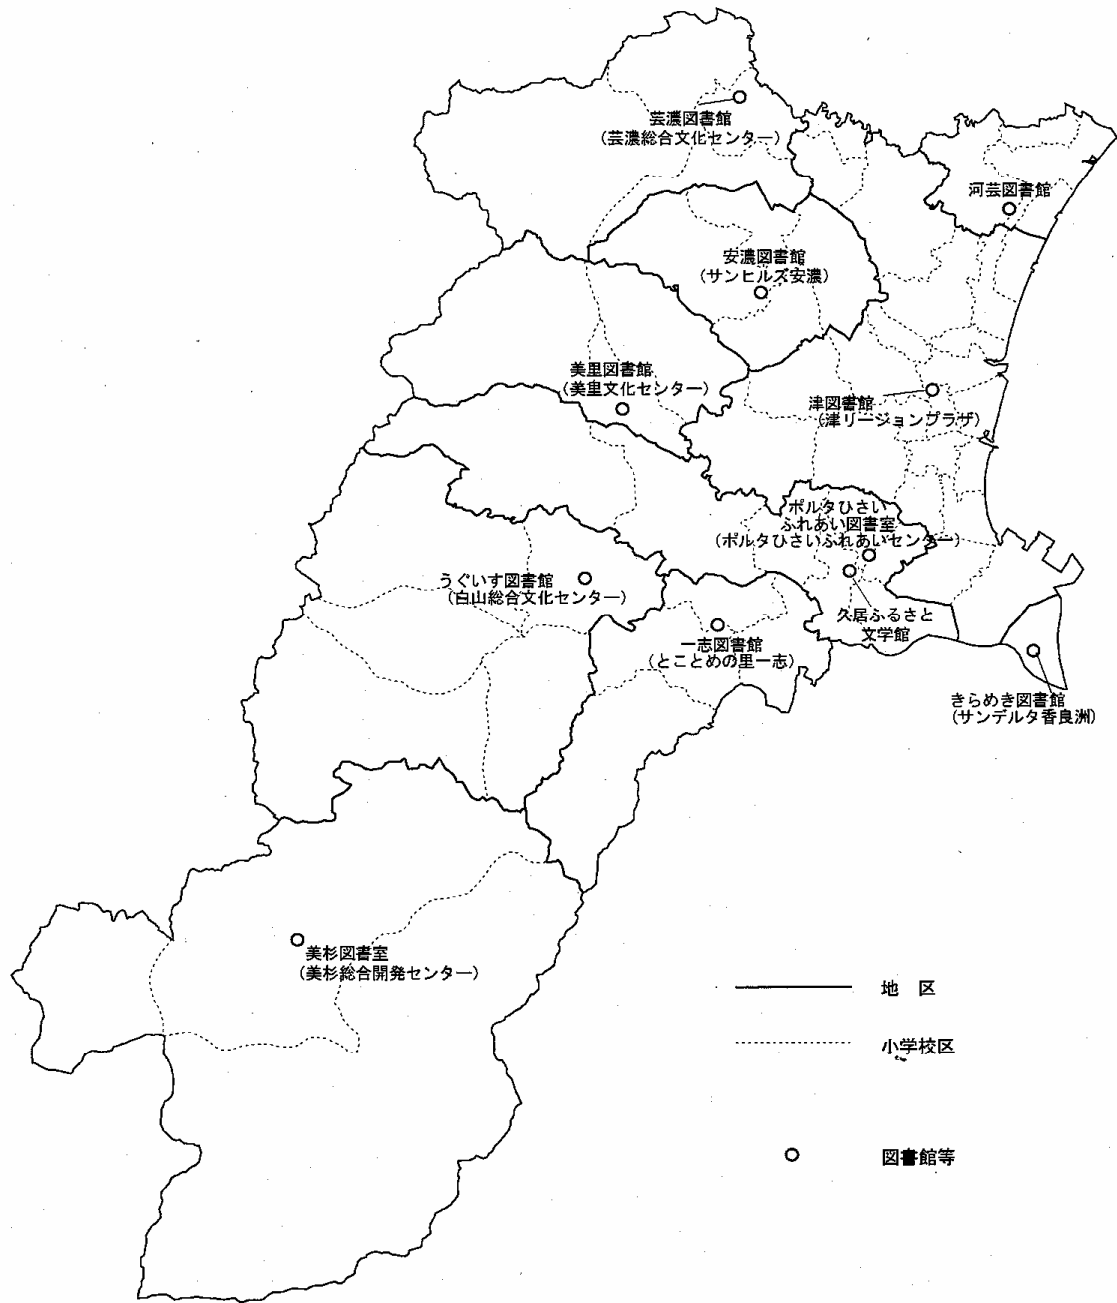 芸濃図書館
（芸濃総合文化センター）
河芸図書館
安濃図書館
（サンヒルズ安濃）
美里図書館
（美里文化センター）
津図書館
（津リージョンプラザ）
ポルタひさい
ふれあい図書室
（ポルタひさいふれあいセンター）
うぐいす図書館
（白山総合文化センター）
久居ふるさと
文学館
一志図書館
（とことめの里一志）
きらめき図書館
（サンデルタ香良洲）
美杉図書室
（美杉総合開発センター）
地　区
小学校区
図書館等